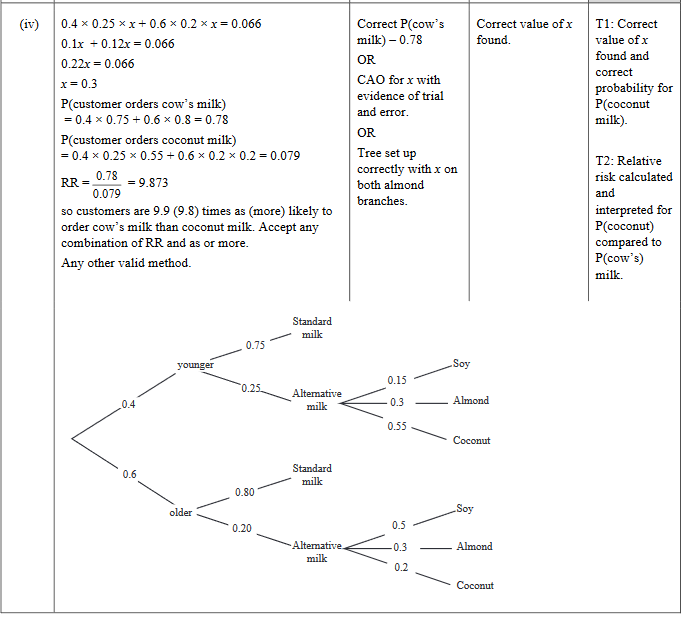 (iv)
0.4 × 0.25 × x + 0.6 × 0.2 × x = 0.066
0.1x + 0.12x = 0.066
0.22x = 0.066
x = 0.3
P(customer orders cow's milk)
= 0.4 × 0.75 + 0.6 × 0.8 = 0.78
P(customer orders coconut milk)
= 0.4 × 0.25 × 0.55 + 0.6 × 0.2 × 0.2 = 0.079
RR = 0.78 / 0.079 = 9.873
so customers are 9.9 (9.8) times as (more) likely to
order cow's milk than coconut milk. Accept any
combination of RR and as or more.
Any other valid method.
Correct P(cow's
milk) – 0.78
OR
CAO for x with
evidence of trial
and error.
OR
Tree set up
correctly with x on
both almond
branches.
Correct value of x
found.
T1: Correct
value of x
found and
correct
probability for
P(coconut
milk).
T2: Relative
risk calculated
and
interpreted for
P(coconut)
compared to
P(cow's)
milk.
Standard
milk
0.75
younger
Soy
0.15
0.25
Alternative
milk
0.3
Almond
0.4
0.55
Coconut
Standard
milk
0.6
0.80
older
Soy
0.5
0.20
Alternative
milk
0.3
Almond
0.2
Coconut